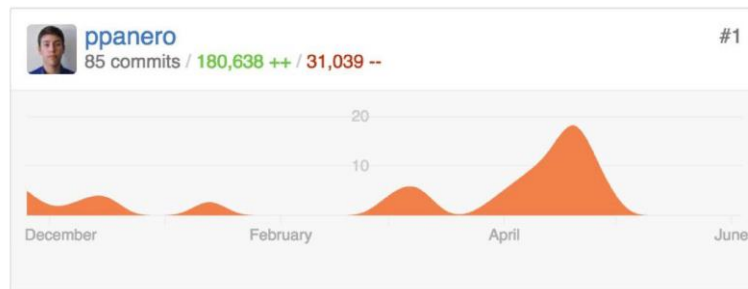 ppanero
#1
85 commits / 180,638 ++ / 31,039 --
20
10
December February April June